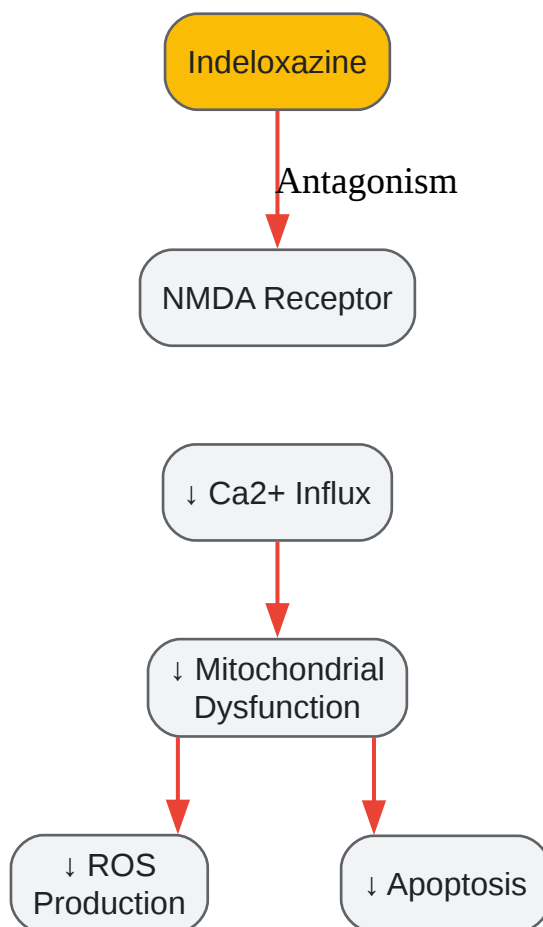 Indeloxazine
Antagonism
NMDA Receptor
↓ Ca2+ Influx
↓ Mitochondrial
Dysfunction
↓ ROS
Production
↓ Apoptosis